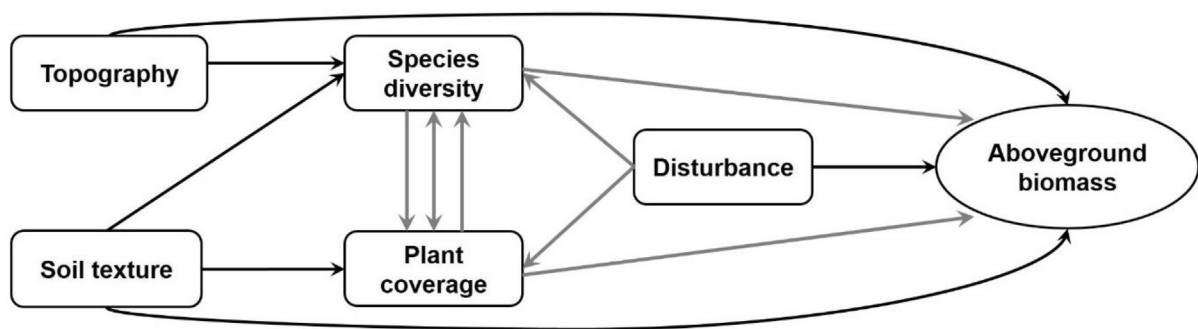 Topography
Species
diversity
Disturbance
Aboveground
biomass
Soil texture
Plant
coverage